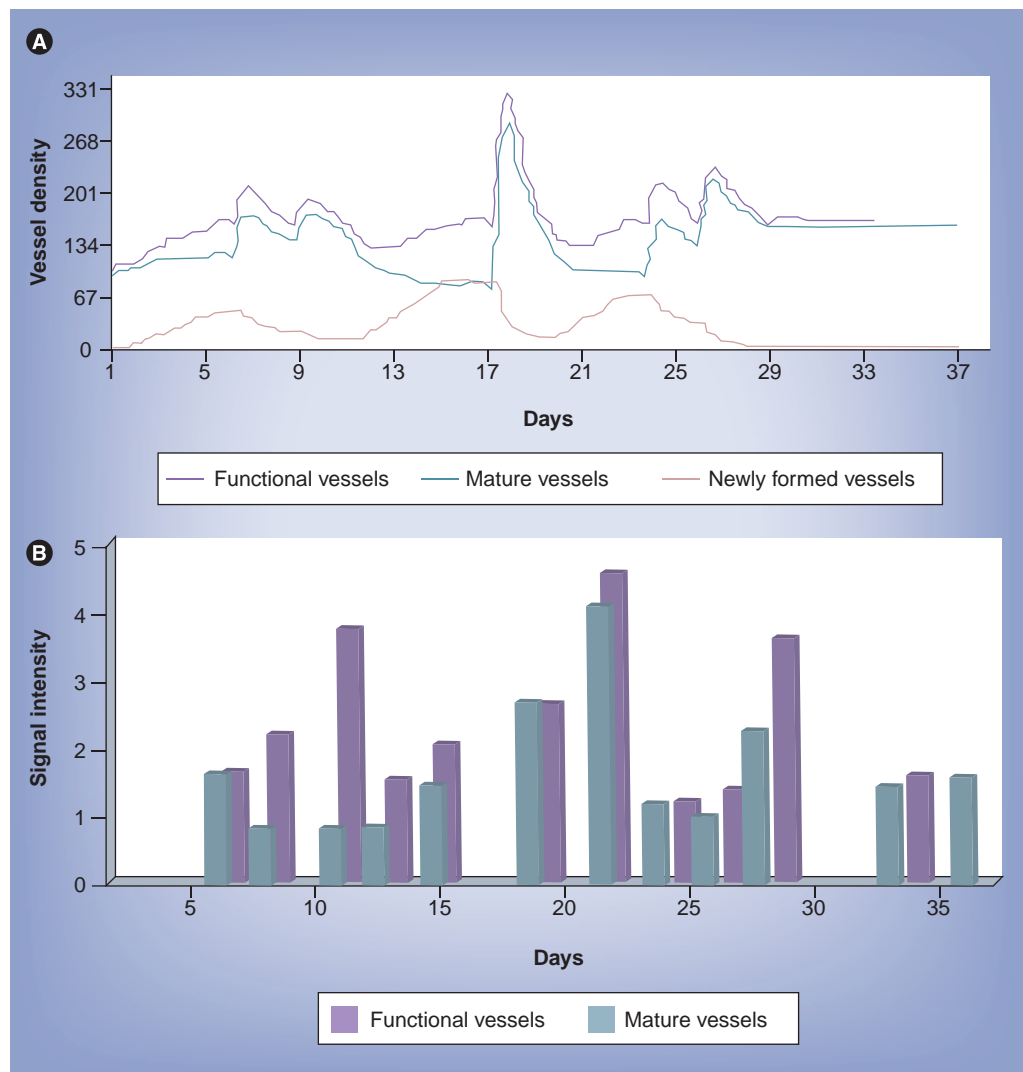 A
Vessel density
331
268
201
134
67
0
1 5 9 13 17 21 25 29 33 37
Days
Functional vessels Mature vessels Newly formed vessels
B
Signal intensity
5
4
3
2
1
0
5 10 15 20 25 30 35
Days
Functional vessels Mature vessels